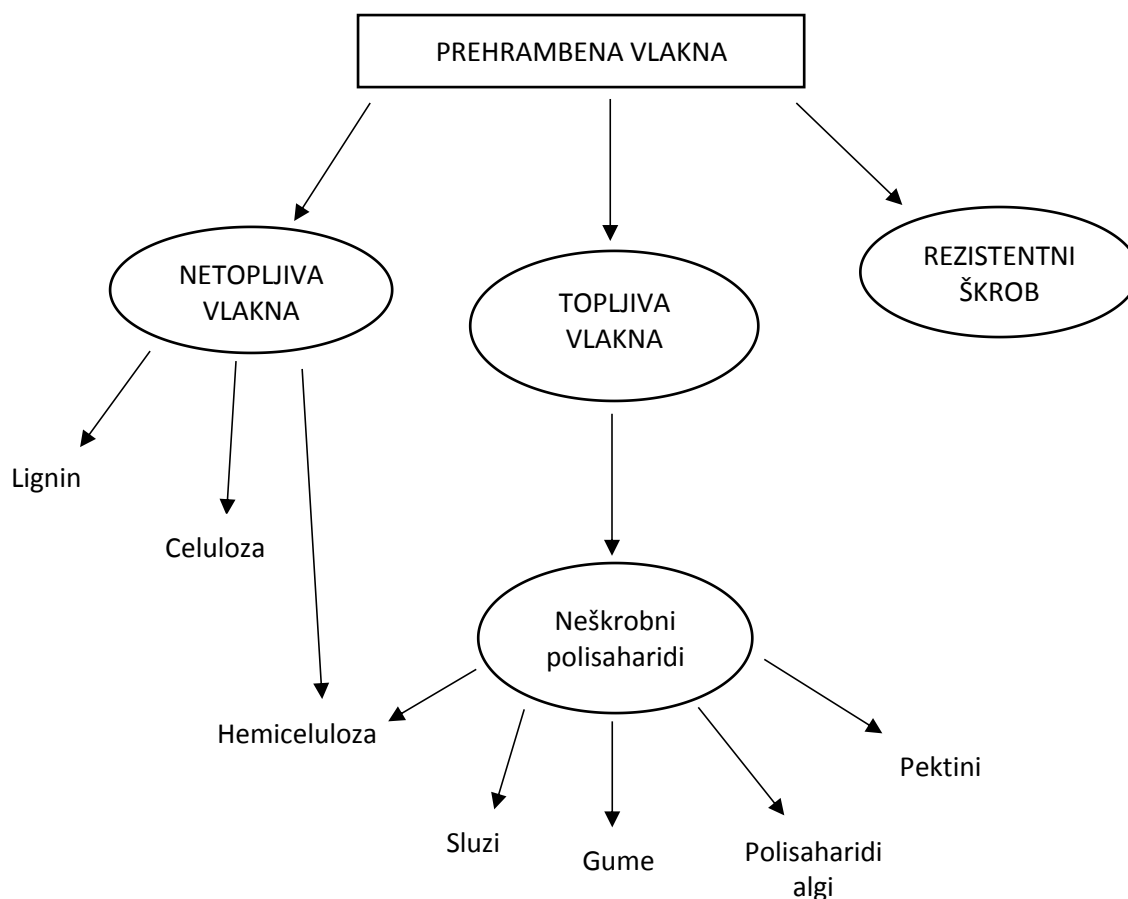 PREHRAMBENA VLAKNA
NETOPLJIVA
VLAKNA
TOPLJIVA
VLAKNA
REZISTENTNI
ŠKROB
Lignin
Celuloza
Hemiceluloza
Neškrobni
polisaharidi
Sluzi
Gume
Polisaharidi
algi
Pektini